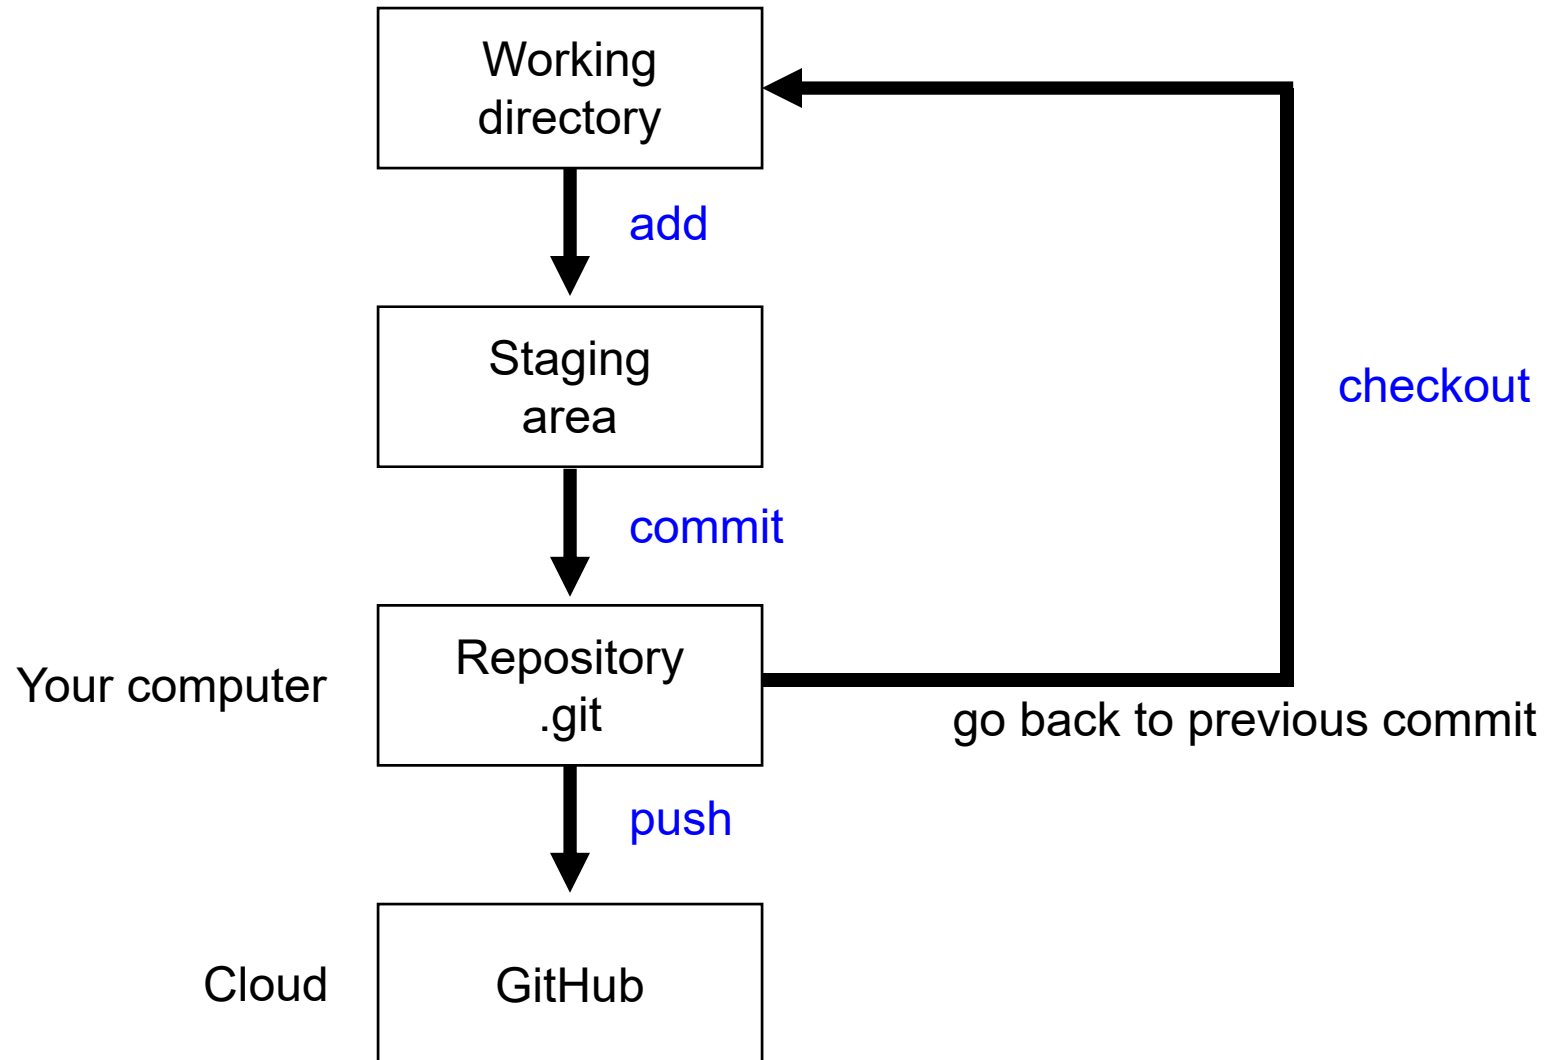 Working
directory
add
Staging
area
checkout
commit
Your computer
Repository
.git
go back to previous commit
push
Cloud
GitHub